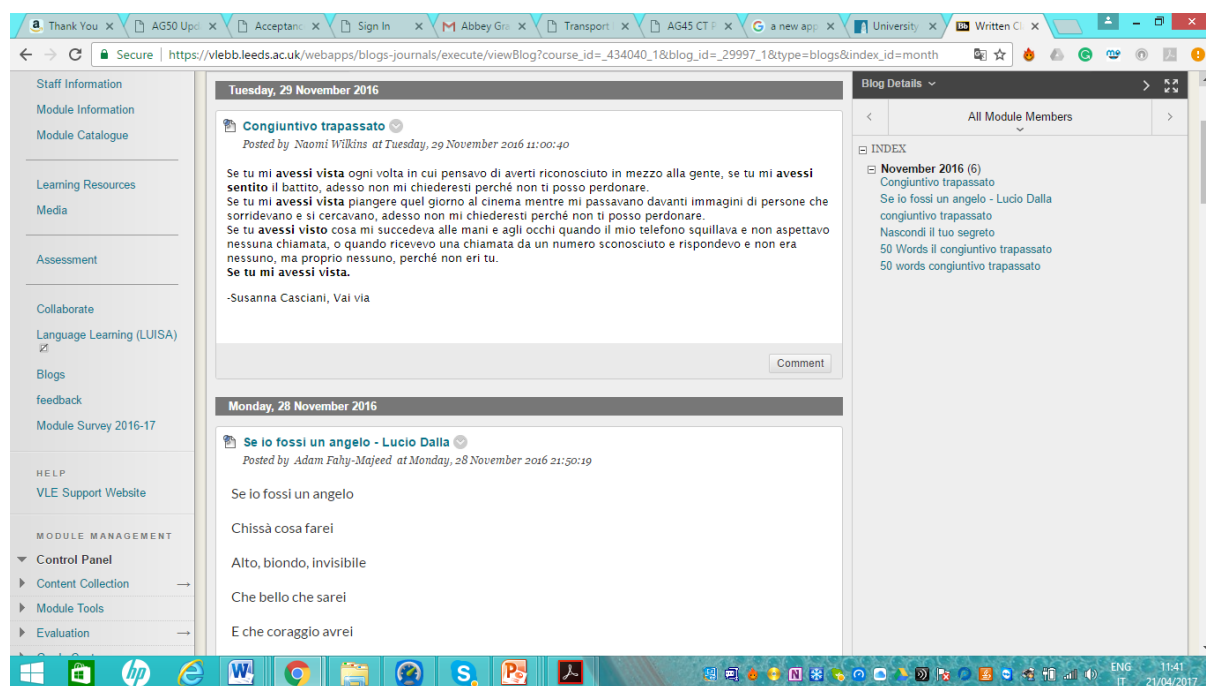 Thank You
AG50 Upd
Acceptanc
Sign In
Abbey Gra
Transport
AG45 CT F
a new app
University
Written Cl
Secure | https://vlebb.leeds.ac.uk/webapps/blogs-journals/execute/viewBlog?course_id=_434040_1&blog_id=_29997_1&type=blogs&index_id=month
Staff Information
Module Information
Module Catalogue
Learning Resources
Media
Assessment
Collaborate
Language Learning (LUISA)
Blogs
feedback
Module Survey 2016-17
HELP
VLE Support Website
MODULE MANAGEMENT
Control Panel
Content Collection
Module Tools
Evaluation
Tuesday, 29 November 2016
Congiuntivo trapassato
Posted by Naomi Wilkins at Tuesday, 29 November 2016 11:00:40
Se tu mi avessi vista ogni volta in cui pensavo di averti riconosciuto in mezzo alla gente, se tu mi avessi
sentito il battito, adesso non mi chiederesti perché non ti posso perdonare.
Se tu mi avessi vista piangere quel giorno al cinema mentre mi passavano davanti immagini di persone che
sorridevano e si cercavano, adesso non mi chiederesti perché non ti posso perdonare.
Se tu avessi visto cosa mi succedeva alle mani e agli occhi quando il mio telefono squillava e non aspettavo
nessuna chiamata, o quando ricevevo una chiamata da un numero sconosciuto e rispondevo e non era
nessuno, ma proprio nessuno, perché non eri tu.
Se tu mi avessi vista.
-Susanna Casciani, Vai via
Comment
Monday, 28 November 2016
Se io fossi un angelo - Lucio Dalla
Posted by Adam Fahy-Majeed at Monday, 28 November 2016 21:50:19
Se io fossi un angelo
Chissà cosa farei
Alto, biondo, invisibile
Che bello che sarei
E che coraggio avrei
Blog Details
All Module Members
INDEX
November 2016 (6)
Congiuntivo trapassato
Se io fossi un angelo - Lucio Dalla
congiuntivo trapassato
Nascondi il tuo segreto
50 Words il congiuntivo trapassato
50 words congiuntivo trapassato
ENG
IT
11:41
21/04/2017